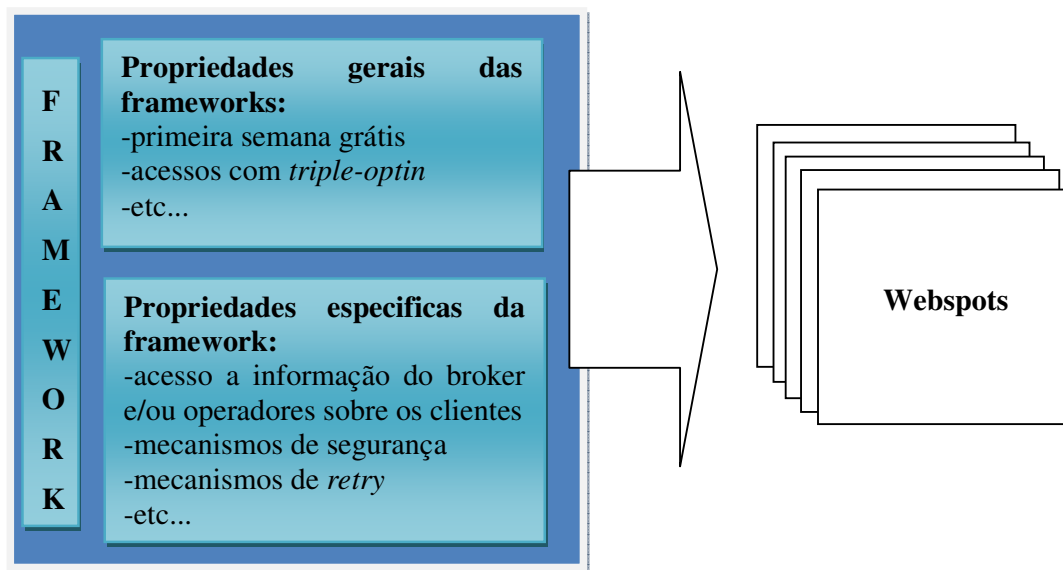 FRAMEWORK
Propriedades gerais das
frameworks:
-primeira semana grátis
-acessos com triple-optin
-etc...
Propriedades especificas da
framework:
-acesso a informação do broker
e/ou operadores sobre os clientes
-mecanismos de segurança
-mecanismos de retry
-etc...
Webspots